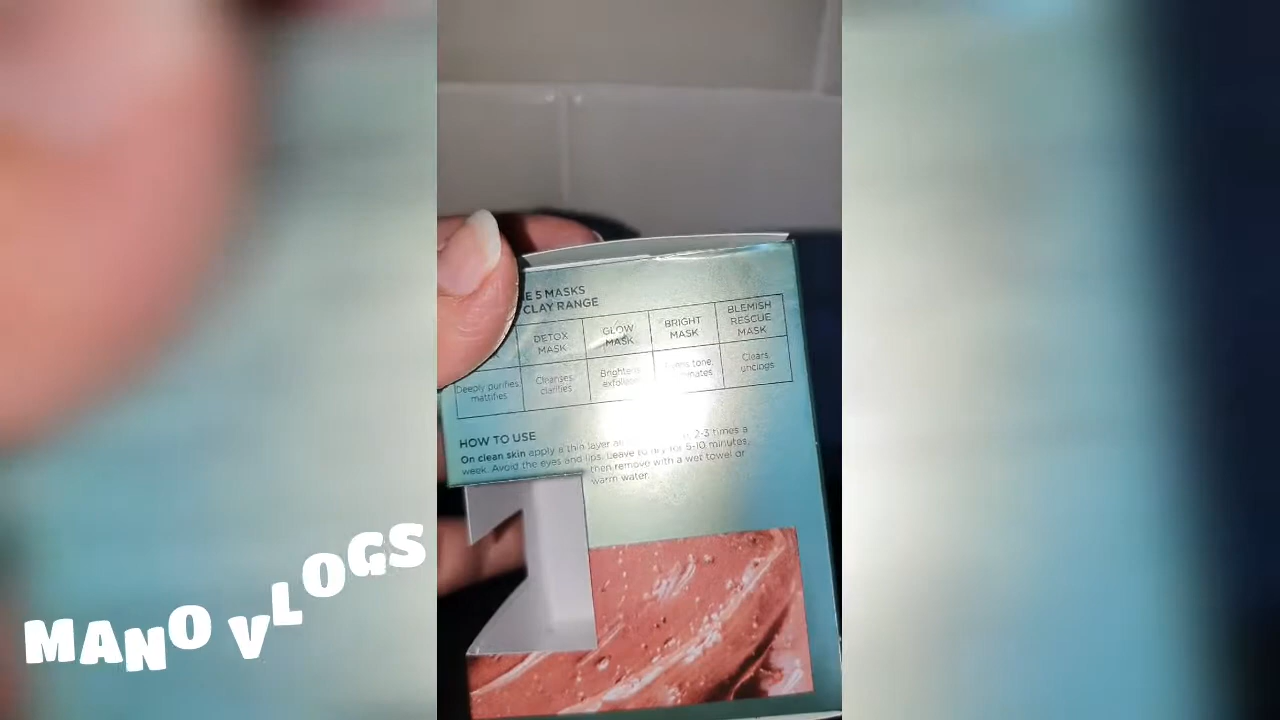 5 MASKS
CLAY RANGE
DETOX
MASK
GLOW
MASK
BRIGHT
MASK
BLEMISH
RESCUE
MASK
Deeply purifies,
mattifies
Cleanses,
clarifies
Clears,
unclogs
HOW TO USE
On clean skin apply a thin layer 2-3 times a
week. Avoid the eyes and lips. Leave to dry for 5-10 minutes,
then remove with a wet towel or
warm water.
MANO VLOGS